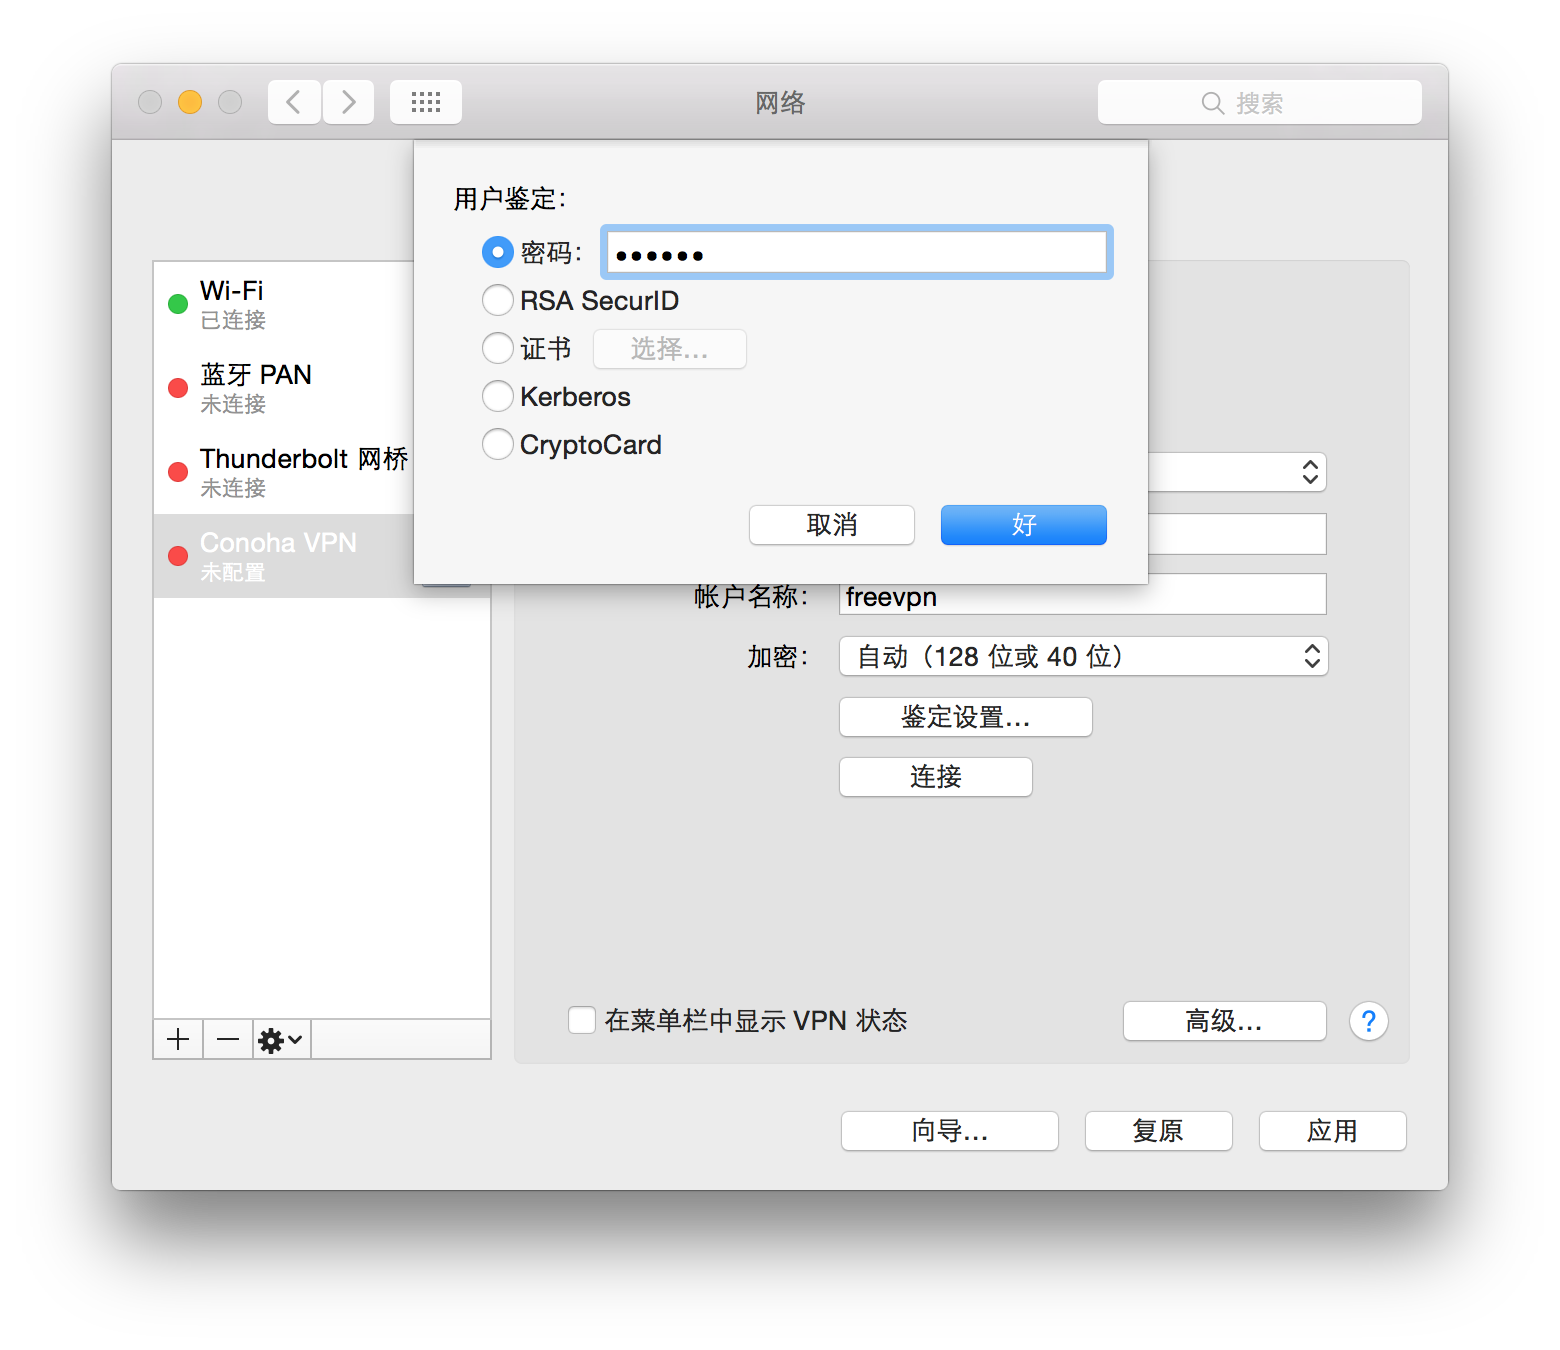 网络
搜索
用户鉴定：
密码： ••••••
RSA SecurID
证书 选择...
Kerberos
CryptoCard
取消 好
Wi-Fi
已连接
蓝牙 PAN
未连接
Thunderbolt 网桥
未连接
Conoha VPN
未配置
帐户名称： freevpn
加密： 自动（128 位或 40 位）
鉴定设置...
连接
在菜单栏中显示 VPN 状态
高级... ?
向导... 复原 应用